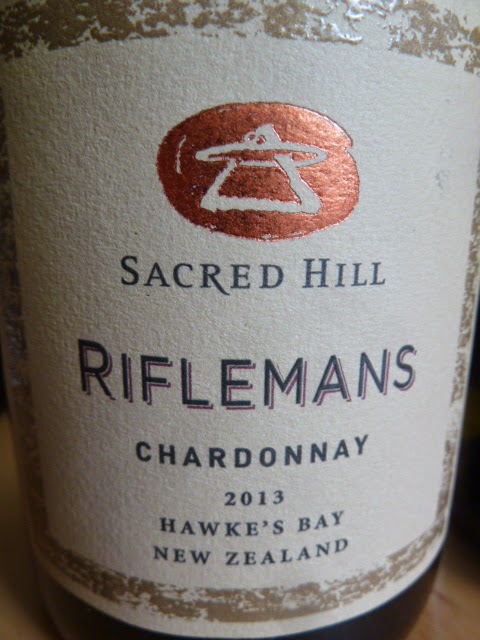 SACRED HILL
RIFLEMANS
CHARDONNAY
2013
HAWKE'S BAY
NEW ZEALAND